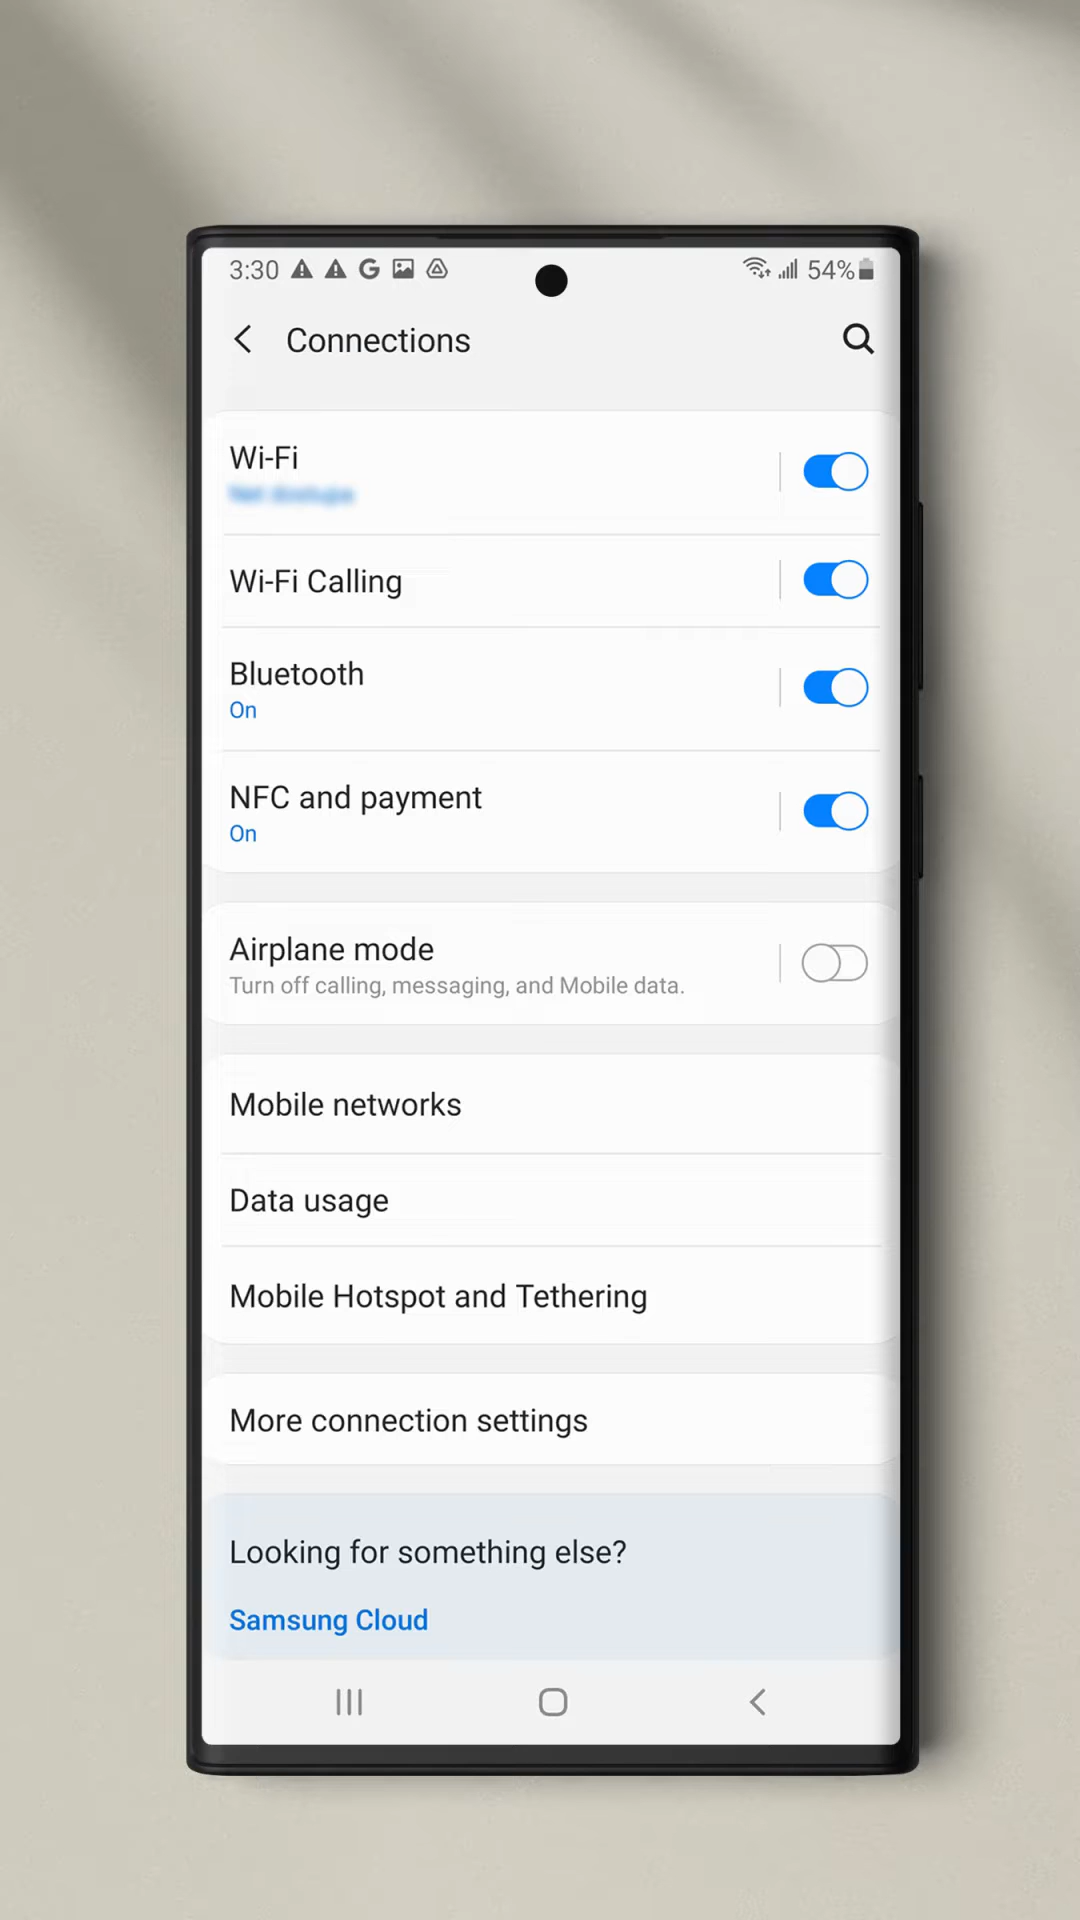 3:30 54%
Connections
Wi-Fi
Wi-Fi Calling
Bluetooth
On
NFC and payment
On
Airplane mode
Turn off calling, messaging, and Mobile data.
Mobile networks
Data usage
Mobile Hotspot and Tethering
More connection settings
Looking for something else?
Samsung Cloud